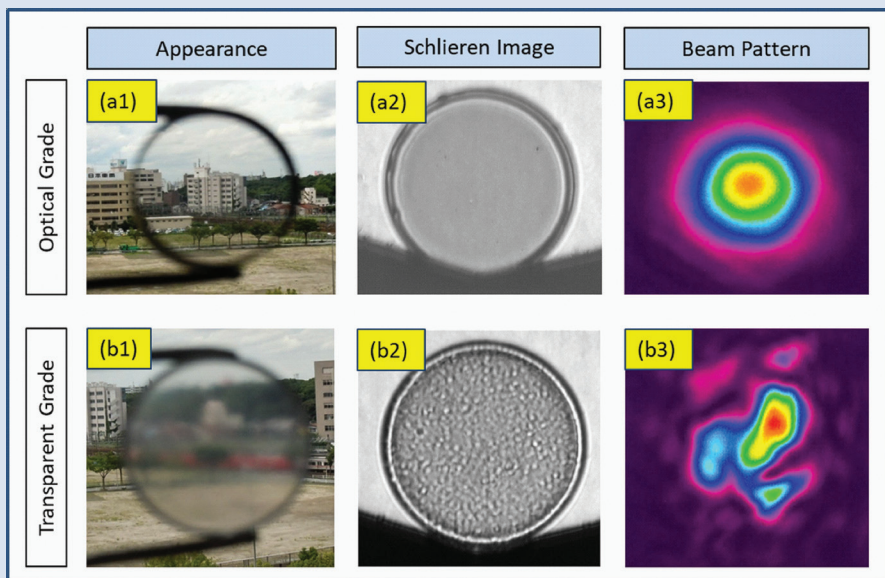 Appearance
Schlieren Image
Beam Pattern
Optical Grade
(a1)
(a2)
(a3)
Transparent Grade
(b1)
(b2)
(b3)